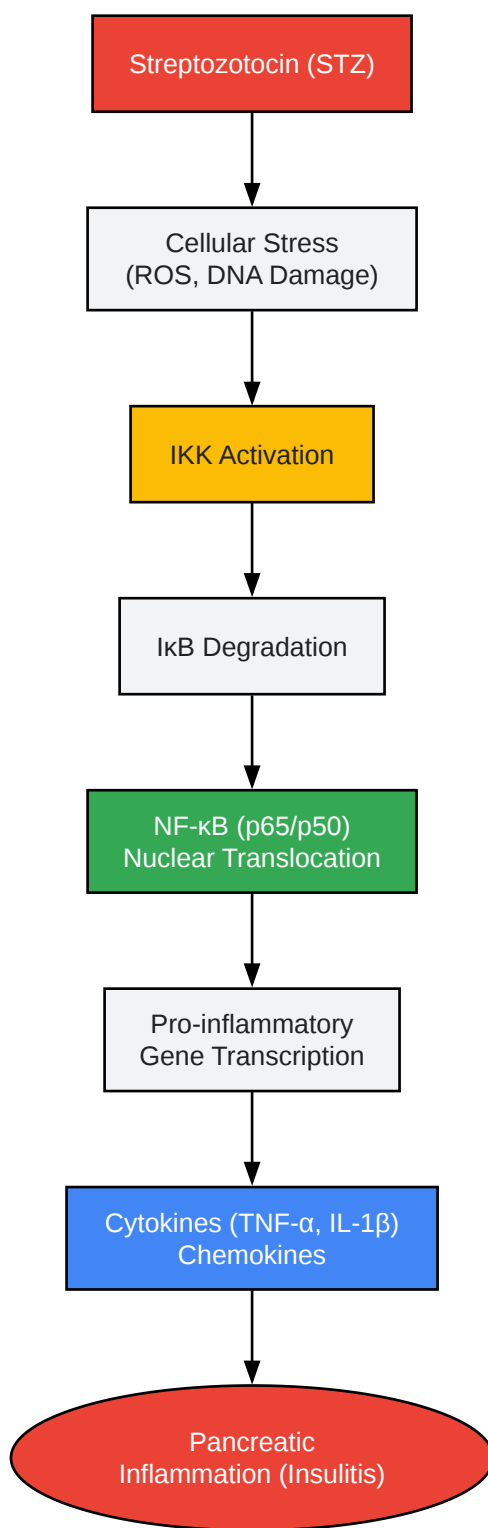 Streptozotocin (STZ)
Cellular Stress
(ROS, DNA Damage)
IKK Activation
IκB Degradation
NF-κB (p65/p50)
Nuclear Translocation
Pro-inflammatory
Gene Transcription
Cytokines (TNF-α, IL-1β)
Chemokines
Pancreatic
Inflammation (Insulitis)